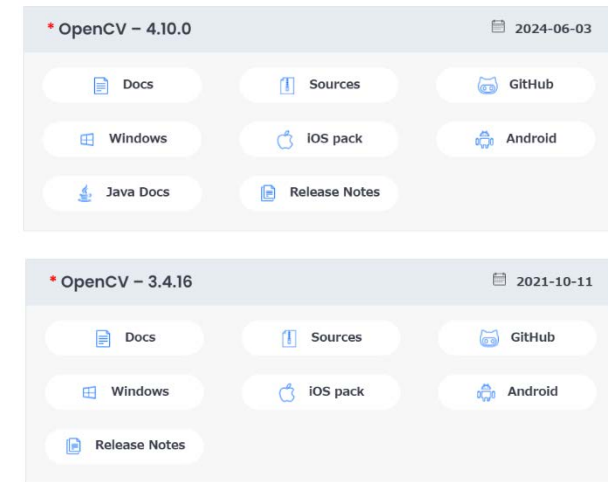 * OpenCV – 4.10.0 2024-06-03
Docs Sources GitHub
Windows iOS pack Android
Java Docs Release Notes
* OpenCV – 3.4.16 2021-10-11
Docs Sources GitHub
Windows iOS pack Android
Release Notes